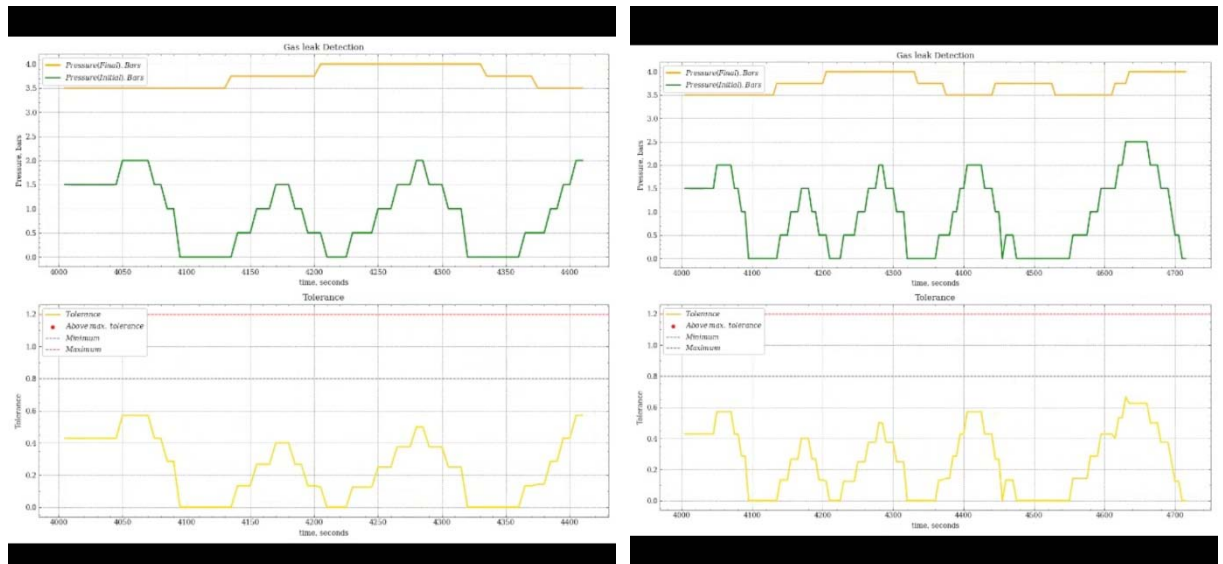 Gas leak Detection
Pressure(Final).Bars
Pressure(Initial).Bars
4.0
3.5
3.0
2.5
2.0
1.5
1.0
0.5
0.0
Pressure, bars
4000 4050 4100 4150 4200 4250 4300 4350 4400
time, seconds
Tolerance
Tolerance
Above max. tolerance
Minimum
Maximum
1.2
1.0
0.8
0.6
0.4
0.2
0.0
Tolerance
4000 4050 4100 4150 4200 4250 4300 4350 4400
time, seconds
Gas leak Detection
Pressure(Final).Bars
Pressure(Initial).Bars
4.0
3.5
3.0
2.5
2.0
1.5
1.0
0.5
0.0
Pressure, bars
4000 4100 4200 4300 4400 4500 4600 4700
time, seconds
Tolerance
Tolerance
Above max. tolerance
Minimum
Maximum
1.2
1.0
0.8
0.6
0.4
0.2
0.0
Tolerance
4000 4100 4200 4300 4400 4500 4600 4700
time, seconds